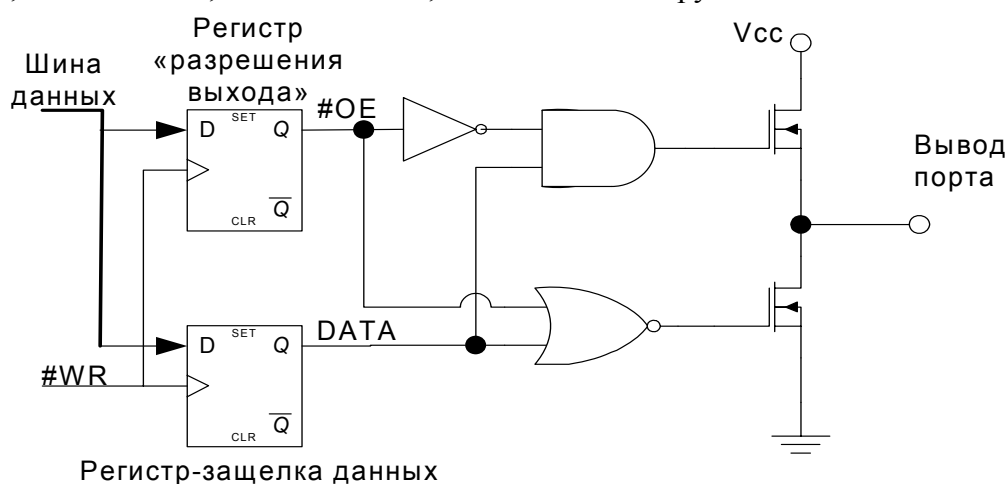 Регистр
«разрешения
выхода»
Vcc
Шина
данных
#OE
D
SET
Q
Q
CLR
Вывод
порта
DATA
D
SET
Q
#WR
Q
CLR
Регистр-защелка данных